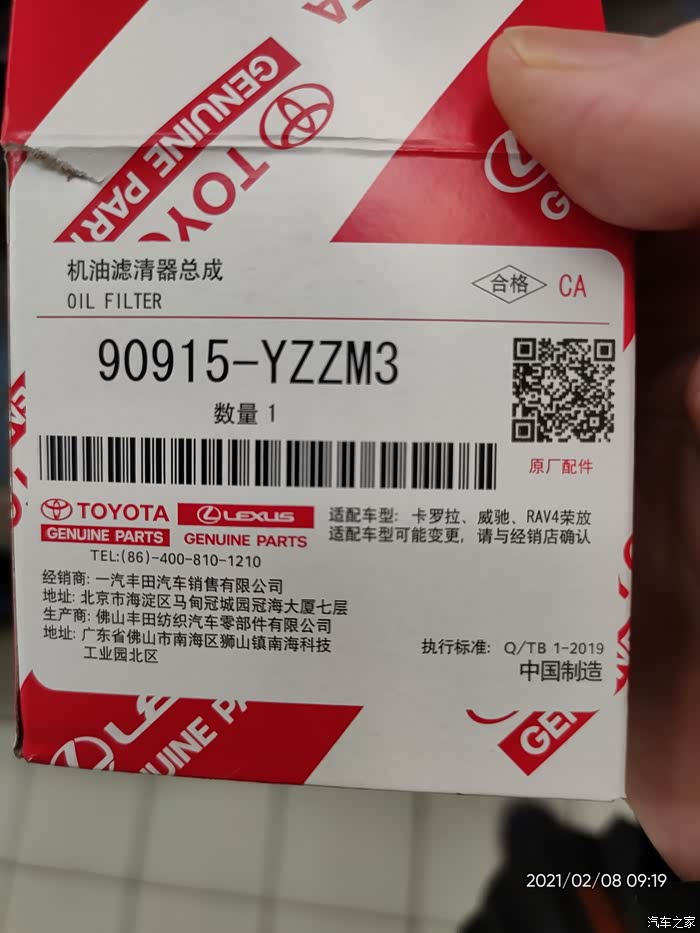 TA
GENUINE PAR
TOYO
G
机油滤清器总成
OIL FILTER
合格 CA
90915-YZZM3
数量 1
原厂配件
TOYOTA LEXUS
GENUINE PARTS GENUINE PARTS
适配车型: 卡罗拉、威驰、RAV4荣放
适配车型可能变更, 请与经销店确认
TEL:(86)-400-810-1210
经销商: 一汽丰田汽车销售有限公司
地址: 北京市海淀区马甸冠城园冠海大厦七层
生产商: 佛山丰田纺织汽车零部件有限公司
地址: 广东省佛山市南海区狮山镇南海科技
工业园北区
执行标准: Q/TB 1-2019
中国制造
LE
UINE PA
GEN
2021/02/08 09:19
汽车之家